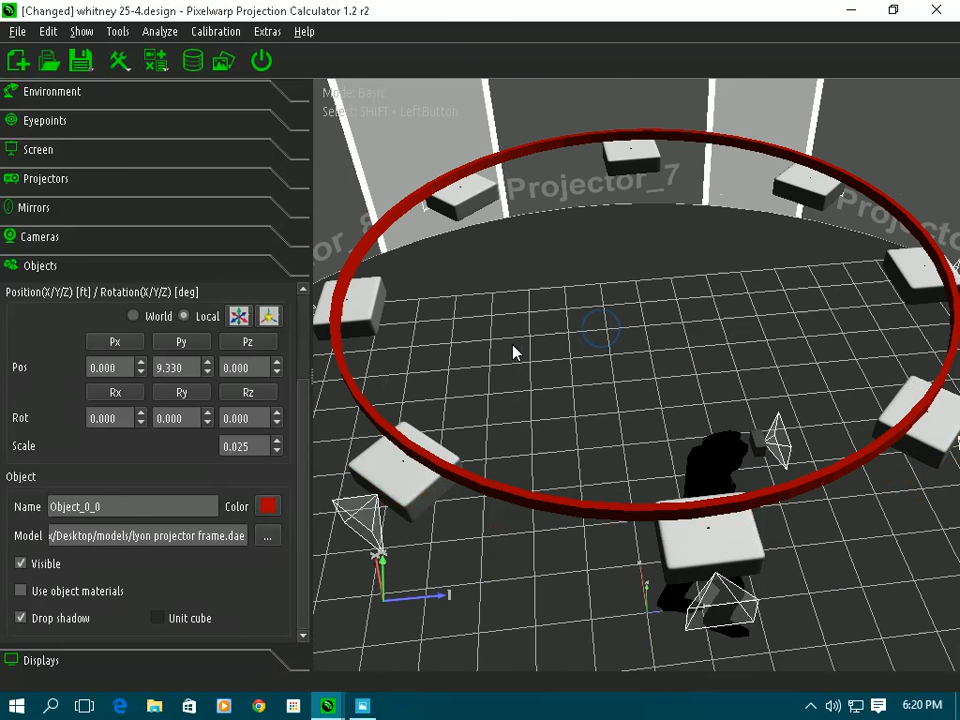 [Changed] whitney 25-4.design - Pixelwarp Projection Calculator 1.2 r2
File Edit Show Tools Analyze Calibration Extras Help
Environment
Eyepoints
Screen
Projectors
Mirrors
Cameras
Objects
Position(X/Y/Z) [ft] / Rotation(X/Y/Z) [deg]
World Local
Px Py Pz
Pos 0.000 9.330 0.000
Rx Ry Rz
Rot 0.000 0.000 0.000
Scale 0.025
Object
Name Object_0_0 Color
Model x/Desktop/models/lyon projector frame.dae ...
Visible
Use object materials
Drop shadow Unit cube
Displays
Mode: Basic
Select: SHIFT + LeftButton
Projector_7
6:20 PM